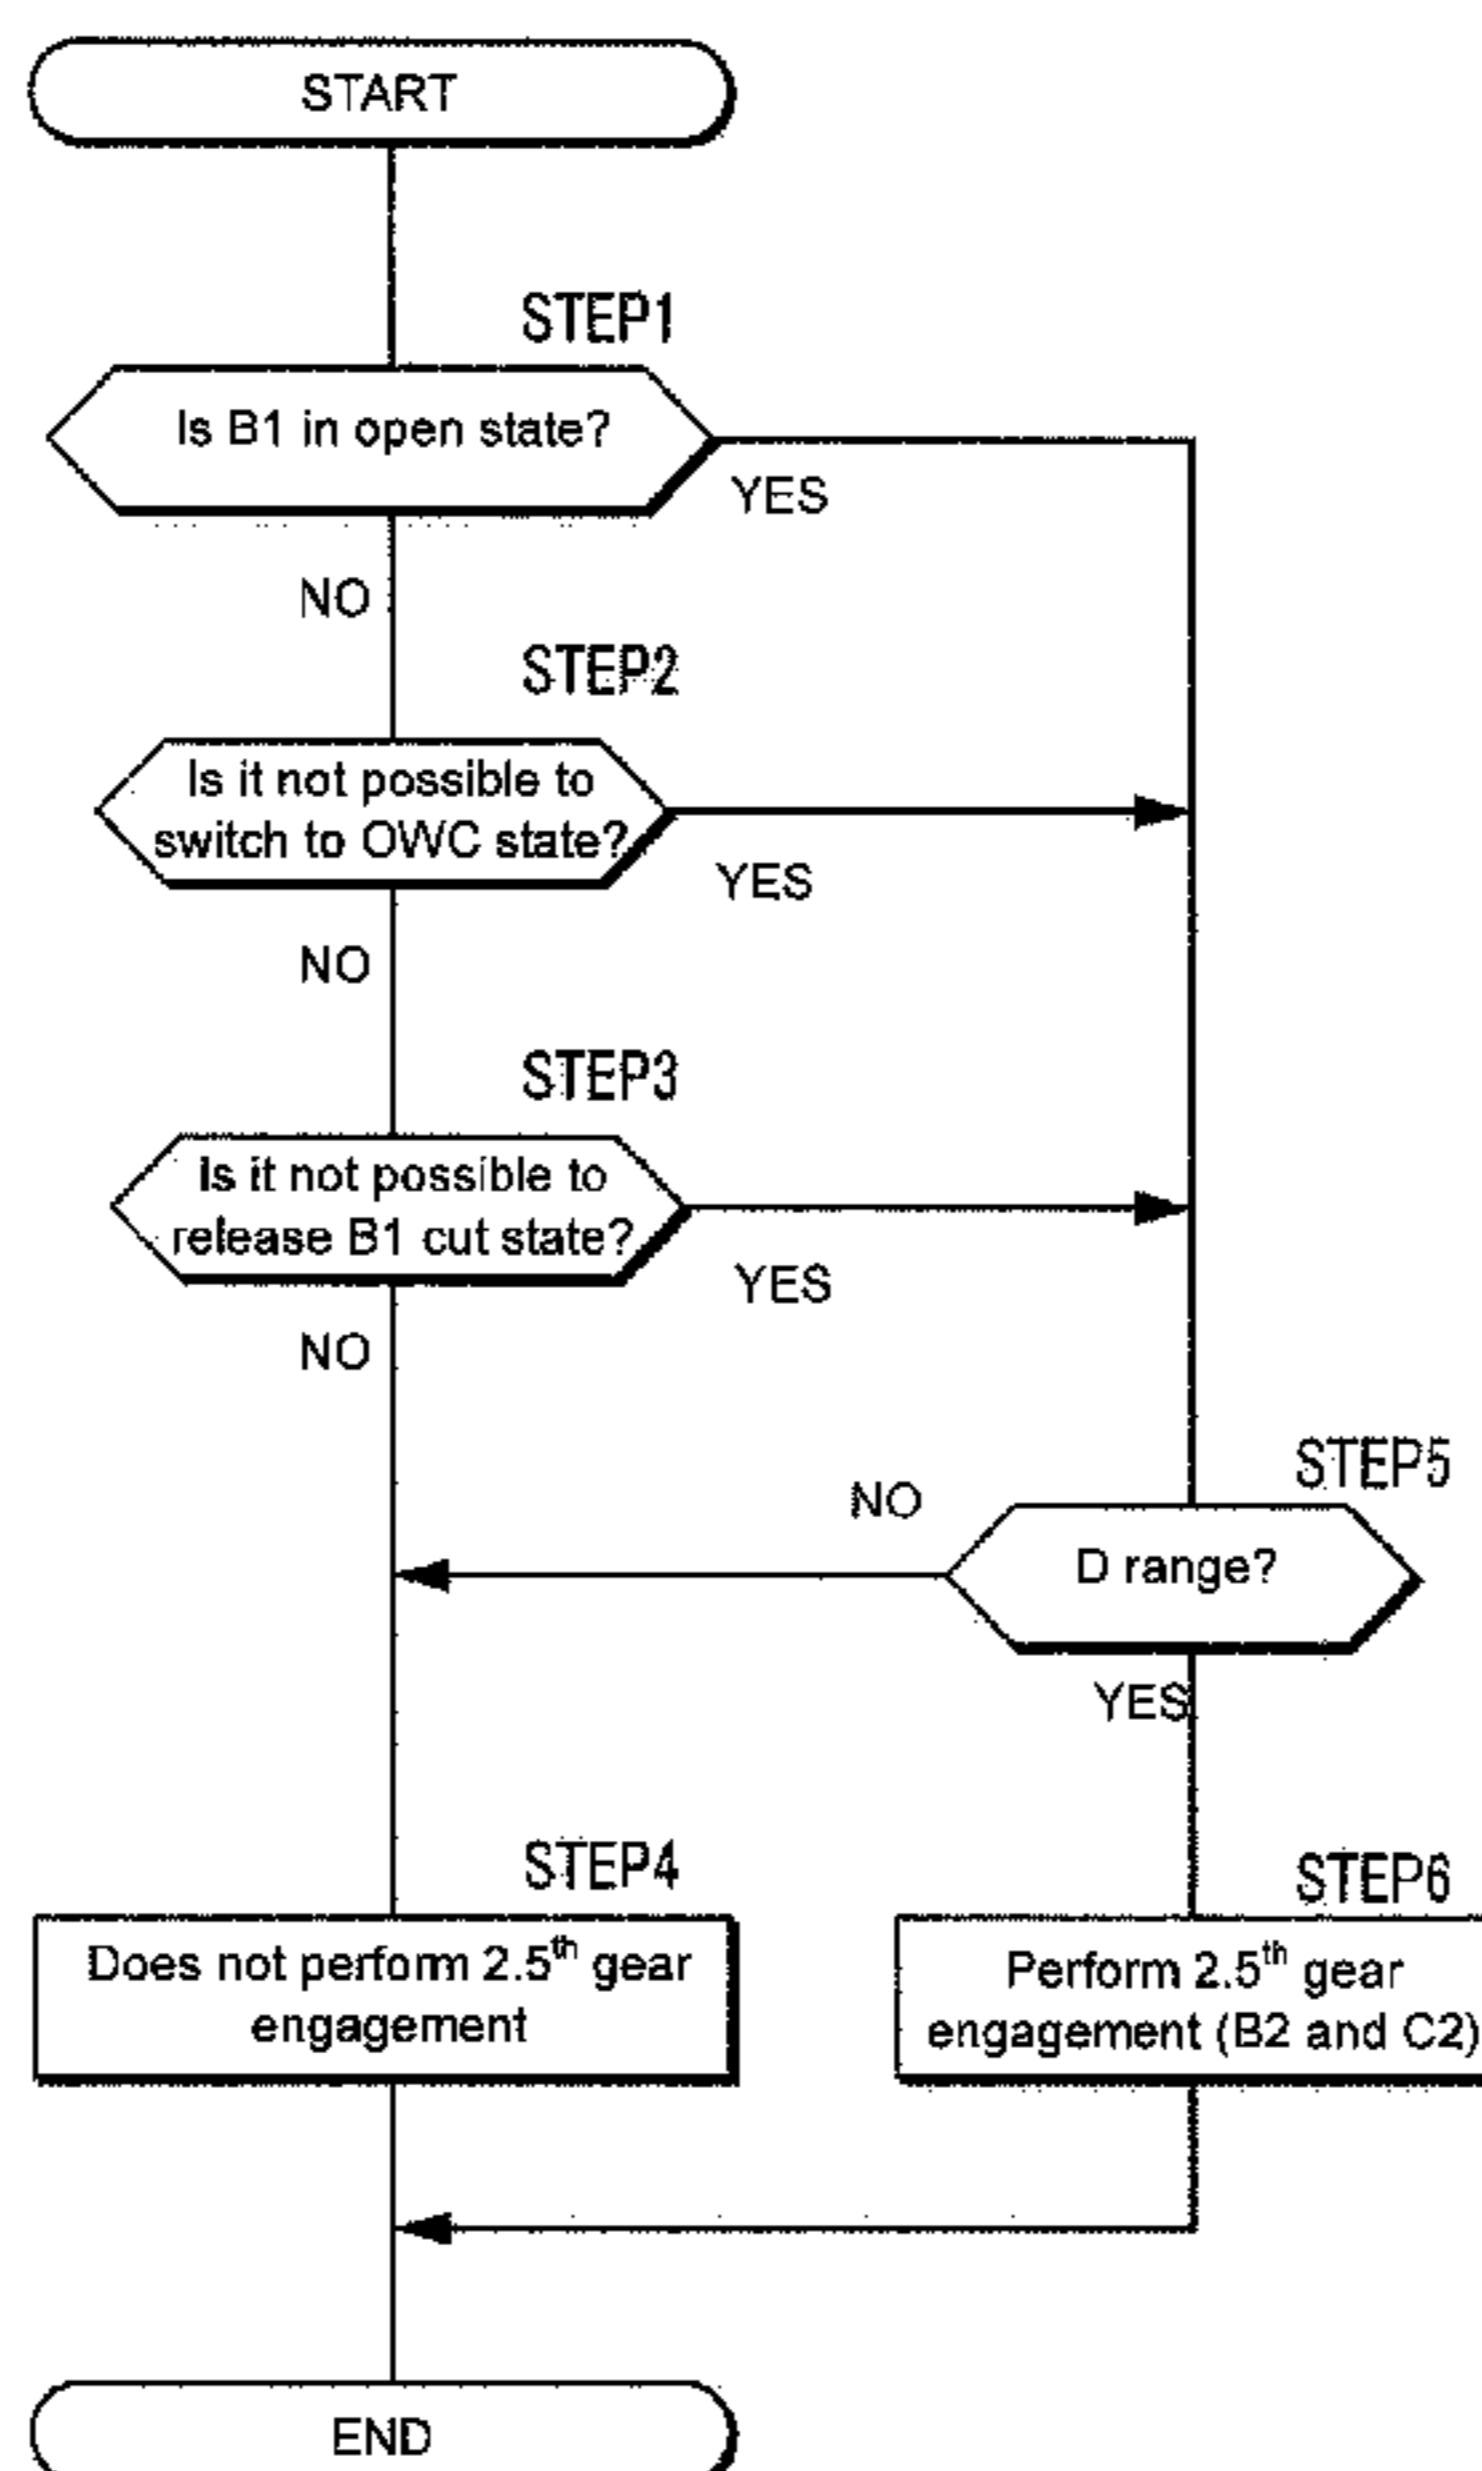 START
STEP1
Is B1 in open state?
YES
NO
STEP2
Is it not possible to
switch to OWC state?
YES
NO
STEP3
Is it not possible to
release B1 cut state?
YES
NO
STEP5
NO
D range?
YES
STEP4
Does not perform 2.5th gear
engagement
STEP6
Perform 2.5th gear
engagement (B2 and C2)
END